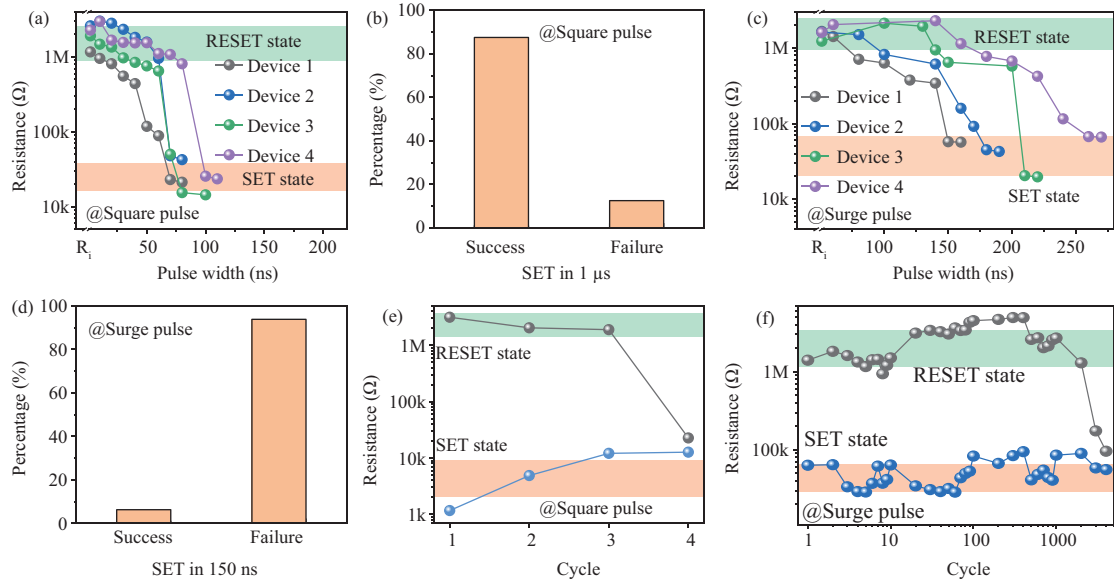 (a)
1M
100k
10k
Resistance (Ω)
RESET state
Device 1
Device 2
Device 3
Device 4
SET state
@Square pulse
R_i
50
100
150
200
Pulse width (ns)
(b)
100
80
60
40
20
0
Percentage (%)
@Square pulse
Success
Failure
SET in 1 μs
(c)
1M
100k
10k
Resistance (Ω)
RESET state
Device 1
Device 2
Device 3
Device 4
SET state
@Surge pulse
R_i
100
150
200
250
Pulse width (ns)
(d)
100
80
60
40
20
0
Percentage (%)
@Surge pulse
Success
Failure
SET in 150 ns
(e)
1M
100k
10k
1k
Resistance (Ω)
RESET state
SET state
@Square pulse
1
2
3
4
Cycle
(f)
1M
100k
Resistance (Ω)
RESET state
SET state
@Surge pulse
1
10
100
1000
Cycle